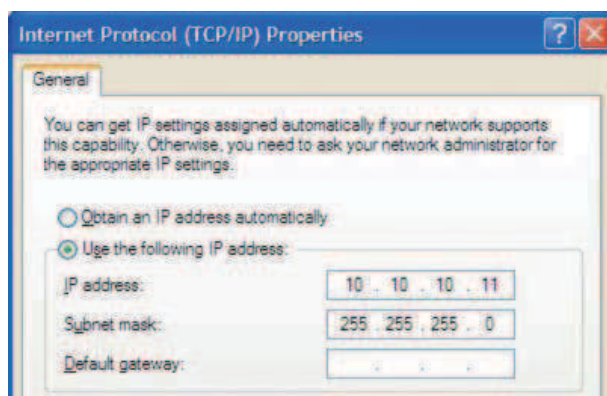 Internet Protocol (TCP/IP) Properties
General
You can get IP settings assigned automatically if your network supports
this capability. Otherwise, you need to ask your network administrator for
the appropriate IP settings.
Obtain an IP address automatically
Use the following IP address:
IP address: 10 . 10 . 10 . 11
Subnet mask: 255 . 255 . 255 . 0
Default gateway: . . .